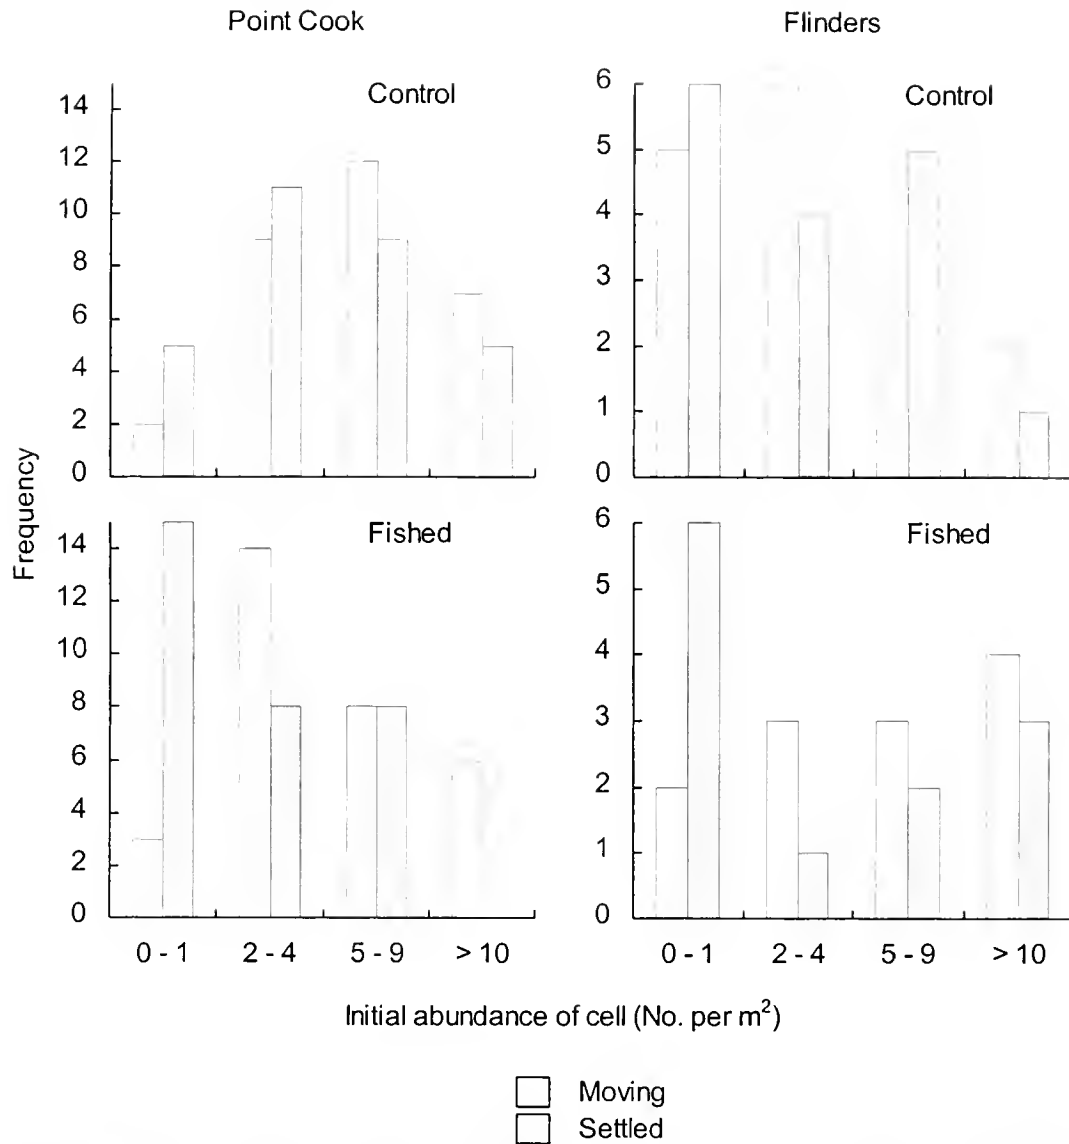 Point Cook
Flinders
Control
14
12
10
8
6
4
2
0
Control
6
5
4
3
2
1
0
Frequency
Fished
14
12
10
8
6
4
2
0
Fished
6
5
4
3
2
1
0
0 - 1 2 - 4 5 - 9 > 10
0 - 1 2 - 4 5 - 9 > 10
Initial abundance of cell (No. per m²)
Moving
Settled